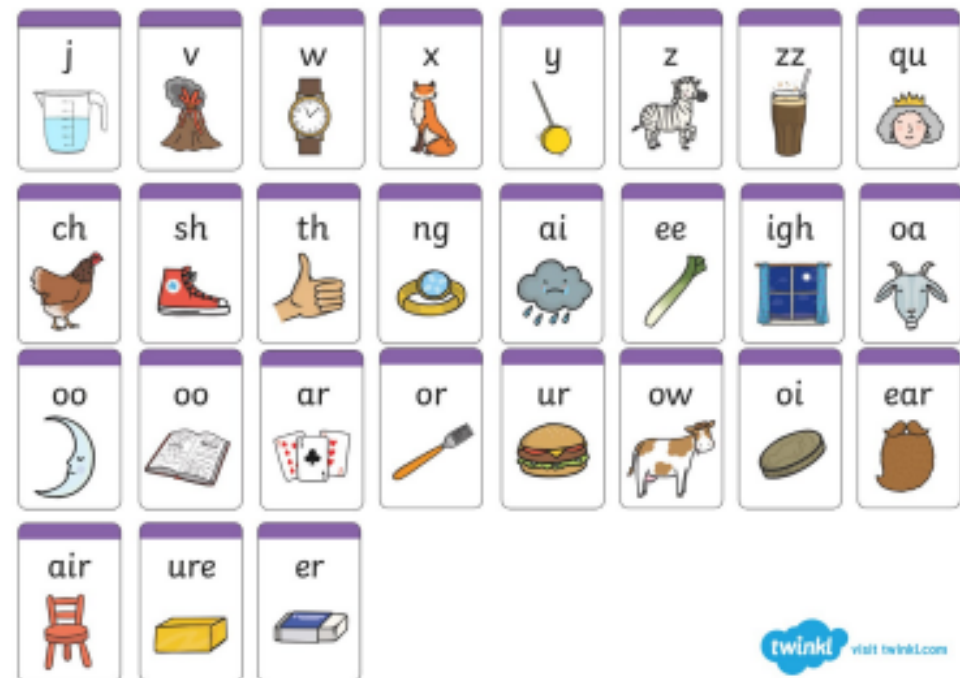 j v w x y z zz qu
ch sh th ng ai ee igh oa
oo oo ar or ur ow oi ear
air ure er
twinkl visit twinkl.com